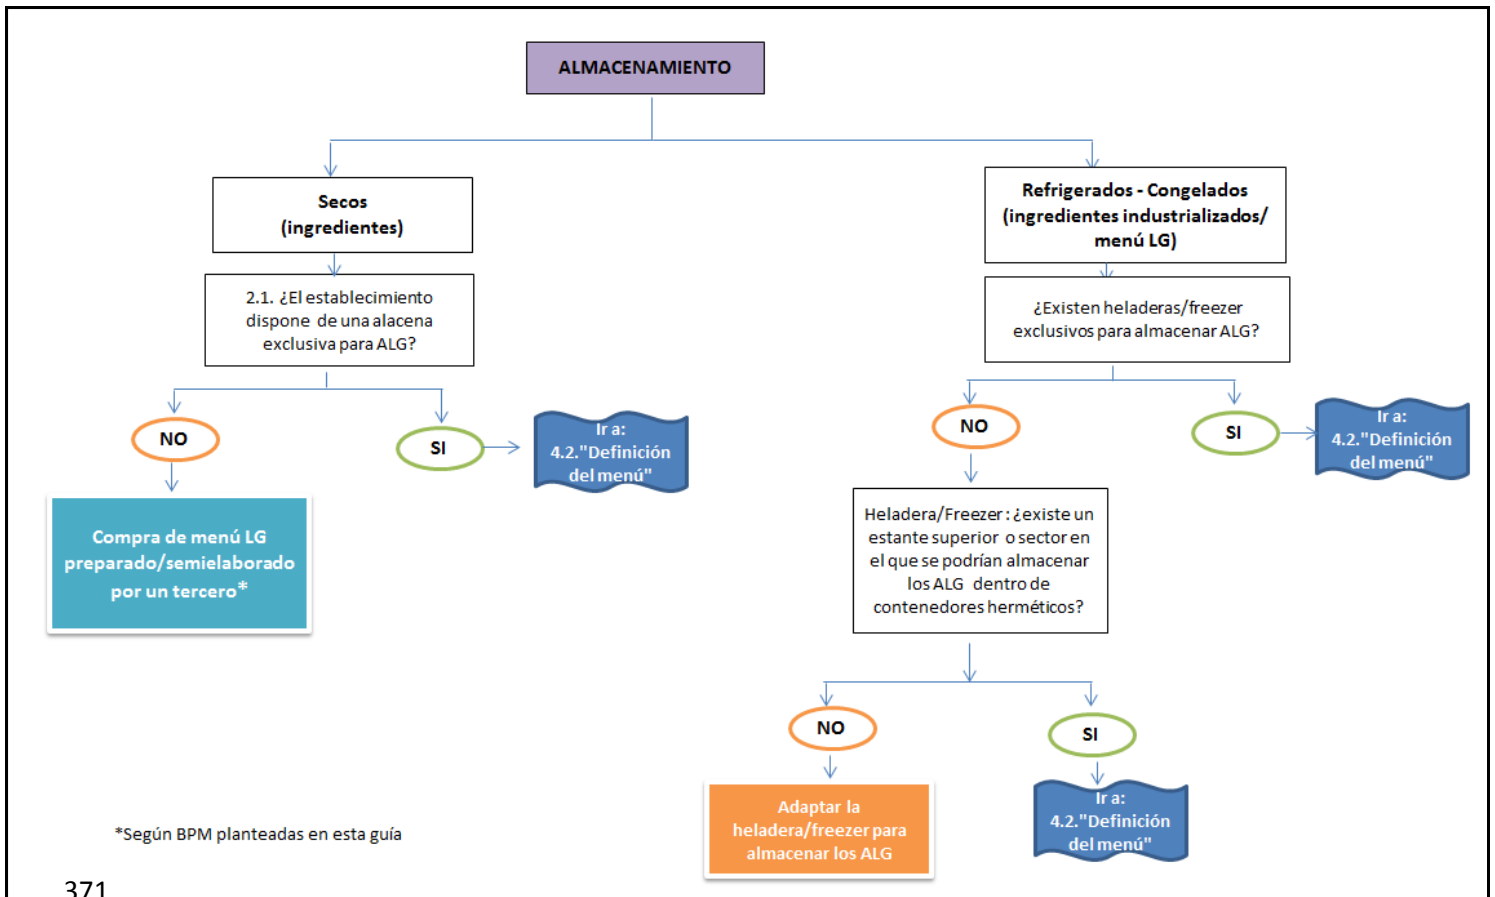 ALMACENAMIENTO
Secos
(ingredientes)
Refrigerados - Congelados
(ingredientes industrializados/
menú LG)
2.1. ¿El establecimiento
dispone de una alacena
exclusiva para ALG?
¿Existen heladeras/freezer
exclusivos para almacenar ALG?
NO
SI
Ir a:
4.2."Definición
del menú"
NO
SI
Ir a:
4.2."Definición
del menú"
Compra de menú LG
preparado/semielaborado
por un tercero*
Heladera/Freezer: ¿existe un
estante superior o sector en
el que se podrían almacenar
los ALG dentro de
contenedores herméticos?
NO
SI
Adaptar la
heladera/freezer para
almacenar los ALG
Ir a:
4.2."Definición
del menú"
*Según BPM planteadas en esta guía
371